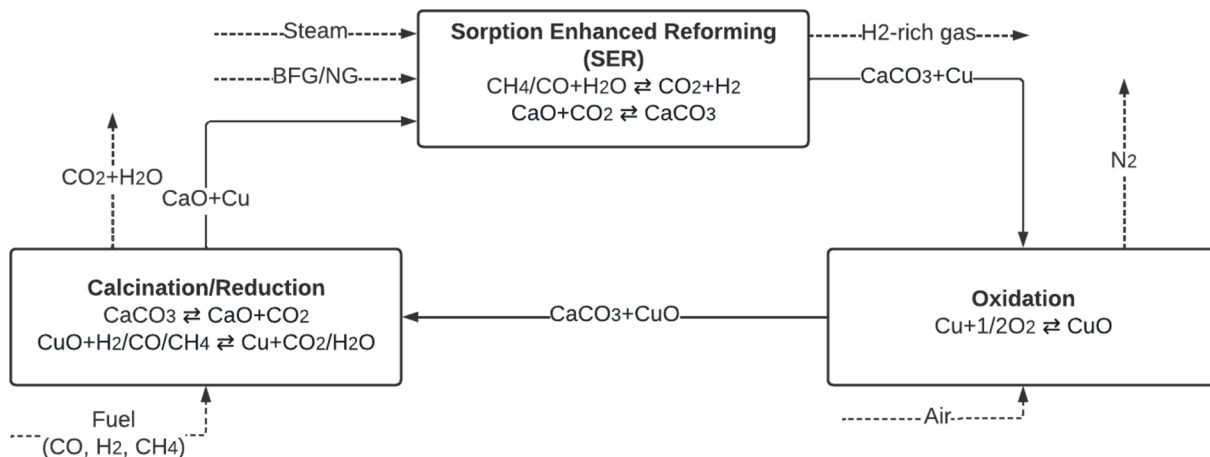 Steam
BFG/NG
Sorption Enhanced Reforming
(SER)
CH4/CO+H2O ⇄ CO2+H2
CaO+CO2 ⇄ CaCO3
H2-rich gas
CaCO3+Cu
CO2+H2O
CaO+Cu
N2
Calcination/Reduction
CaCO3 ⇄ CaO+CO2
CuO+H2/CO/CH4 ⇄ Cu+CO2/H2O
CaCO3+CuO
Oxidation
Cu+1/2O2 ⇄ CuO
Fuel
(CO, H2, CH4)
Air